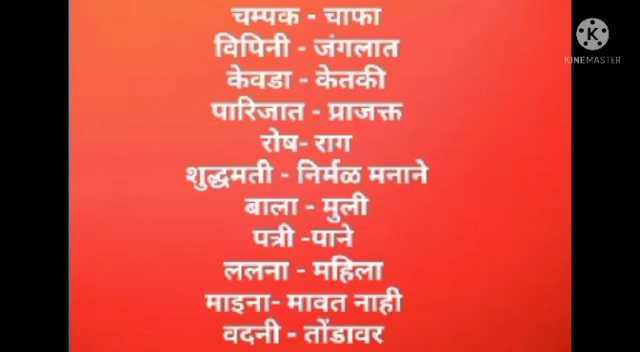 चम्पक - चाफा
विपिनी - जंगलात
केवडा - केतकी
पारिजात - प्राजक्त
रोष- राग
शुद्धमती - निर्मळ मनाने
बाला - मुली
पत्री -पाने
ललना - महिला
माइना- मावत नाही
वदनी - तोंडावर
K
KINEMASTER